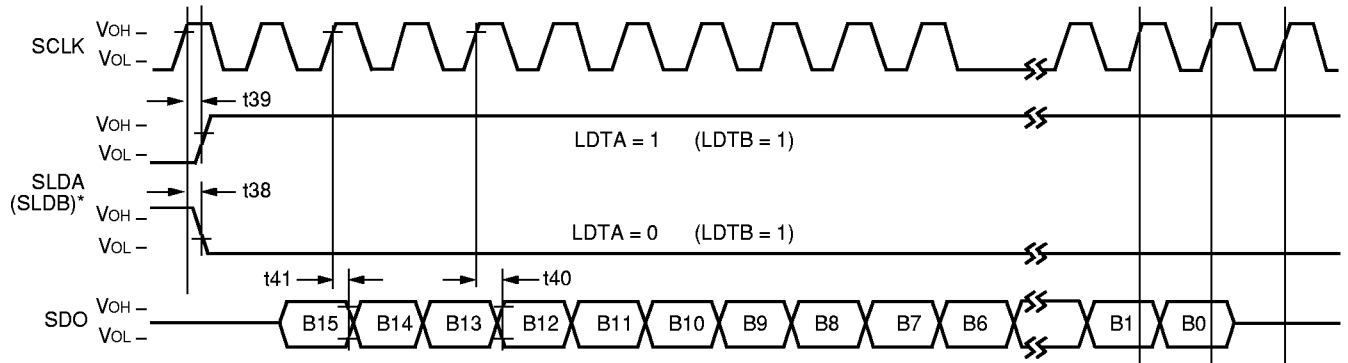 SCLK
VOH
VOL
t39
VOH
VOL
LDTA = 1 (LDTB = 1)
SLDA
(SLDB)*
t38
VOH
VOL
LDTA = 0 (LDTB = 1)
t41
t40
SDO
VOH
VOL
B15 B14 B13 B12 B11 B10 B9 B8 B7 B6 B1 B0